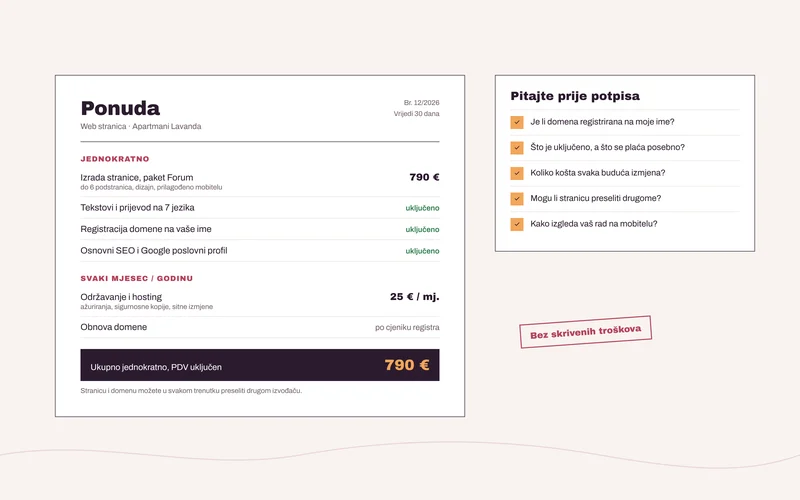 Ponuda
Br. 12/2026
Web stranica · Apartmani Lavanda
Vrijedi 30 dana
JEDNOKRATNO
Izrada stranice, paket Forum
790 €
do 6 podstranica, dizajn, prilagođeno mobitelu
Tekstovi i prijevod na 7 jezika
uključeno
Registracija domene na vaše ime
uključeno
Osnovni SEO i Google poslovni profil
uključeno
SVAKI MJESEC / GODINU
Održavanje i hosting
25 € / mj.
ažuriranja, sigurnosne kopije, sitne izmjene
Obnova domene
po cjeniku registra
Ukupno jednokratno, PDV uključen
790 €
Stranicu i domenu možete u svakom trenutku preseliti drugom izvođaču.
Pitajte prije potpisa
Je li domena registrirana na moje ime?
Što je uključeno, a što se plaća posebno?
Koliko košta svaka buduća izmjena?
Mogu li stranicu preseliti drugome?
Kako izgleda vaš rad na mobitelu?
Bez skrivenih troškova